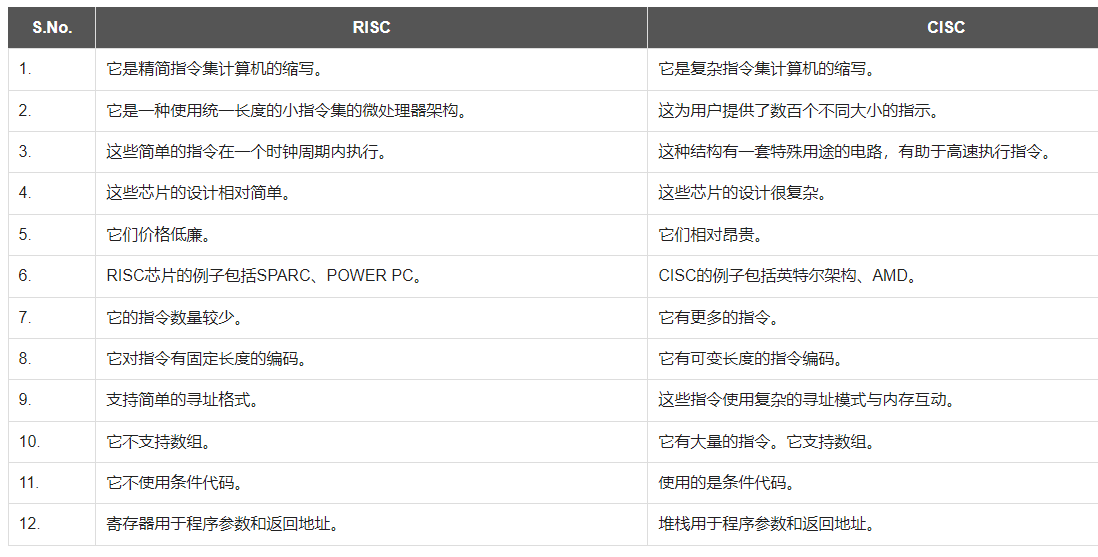 S.No. RISC CISC
1. 它是精简指令集计算机的缩写。 它是复杂指令集计算机的缩写。
2. 它是一种使用统一长度的小指令集的微处理器架构。 这为用户提供了数百个不同大小的指示。
3. 这些简单的指令在一个时钟周期内执行。 这种结构有一套特殊用途的电路，有助于高速执行指令。
4. 这些芯片的设计相对简单。 这些芯片的设计很复杂。
5. 它们价格低廉。 它们相对昂贵。
6. RISC芯片的例子包括SPARC、POWER PC。 CISC的例子包括英特尔架构、AMD。
7. 它的指令数量较少。 它有更多的指令。
8. 它对指令有固定长度的编码。 它有可变长度的指令编码。
9. 支持简单的寻址格式。 这些指令使用复杂的寻址模式与内存互动。
10. 它不支持数组。 它有大量的指令。它支持数组。
11. 它不使用条件代码。 使用的是条件代码。
12. 寄存器用于程序参数和返回地址。 堆栈用于程序参数和返回地址。